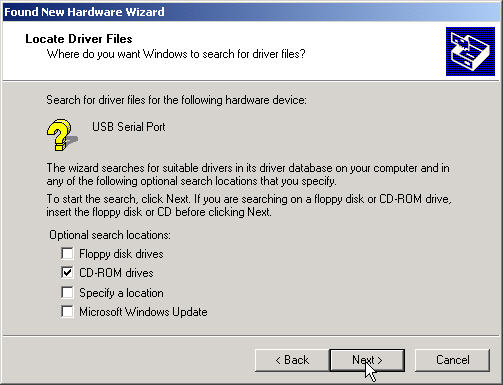 Found New Hardware Wizard
Locate Driver Files
Where do you want Windows to search for driver files?
Search for driver files for the following hardware device:
USB Serial Port
The wizard searches for suitable drivers in its driver database on your computer and in
any of the following optional search locations that you specify.
To start the search, click Next. If you are searching on a floppy disk or CD-ROM drive,
insert the floppy disk or CD before clicking Next.
Optional search locations:
Floppy disk drives
CD-ROM drives
Specify a location
Microsoft Windows Update
< Back
Next >
Cancel